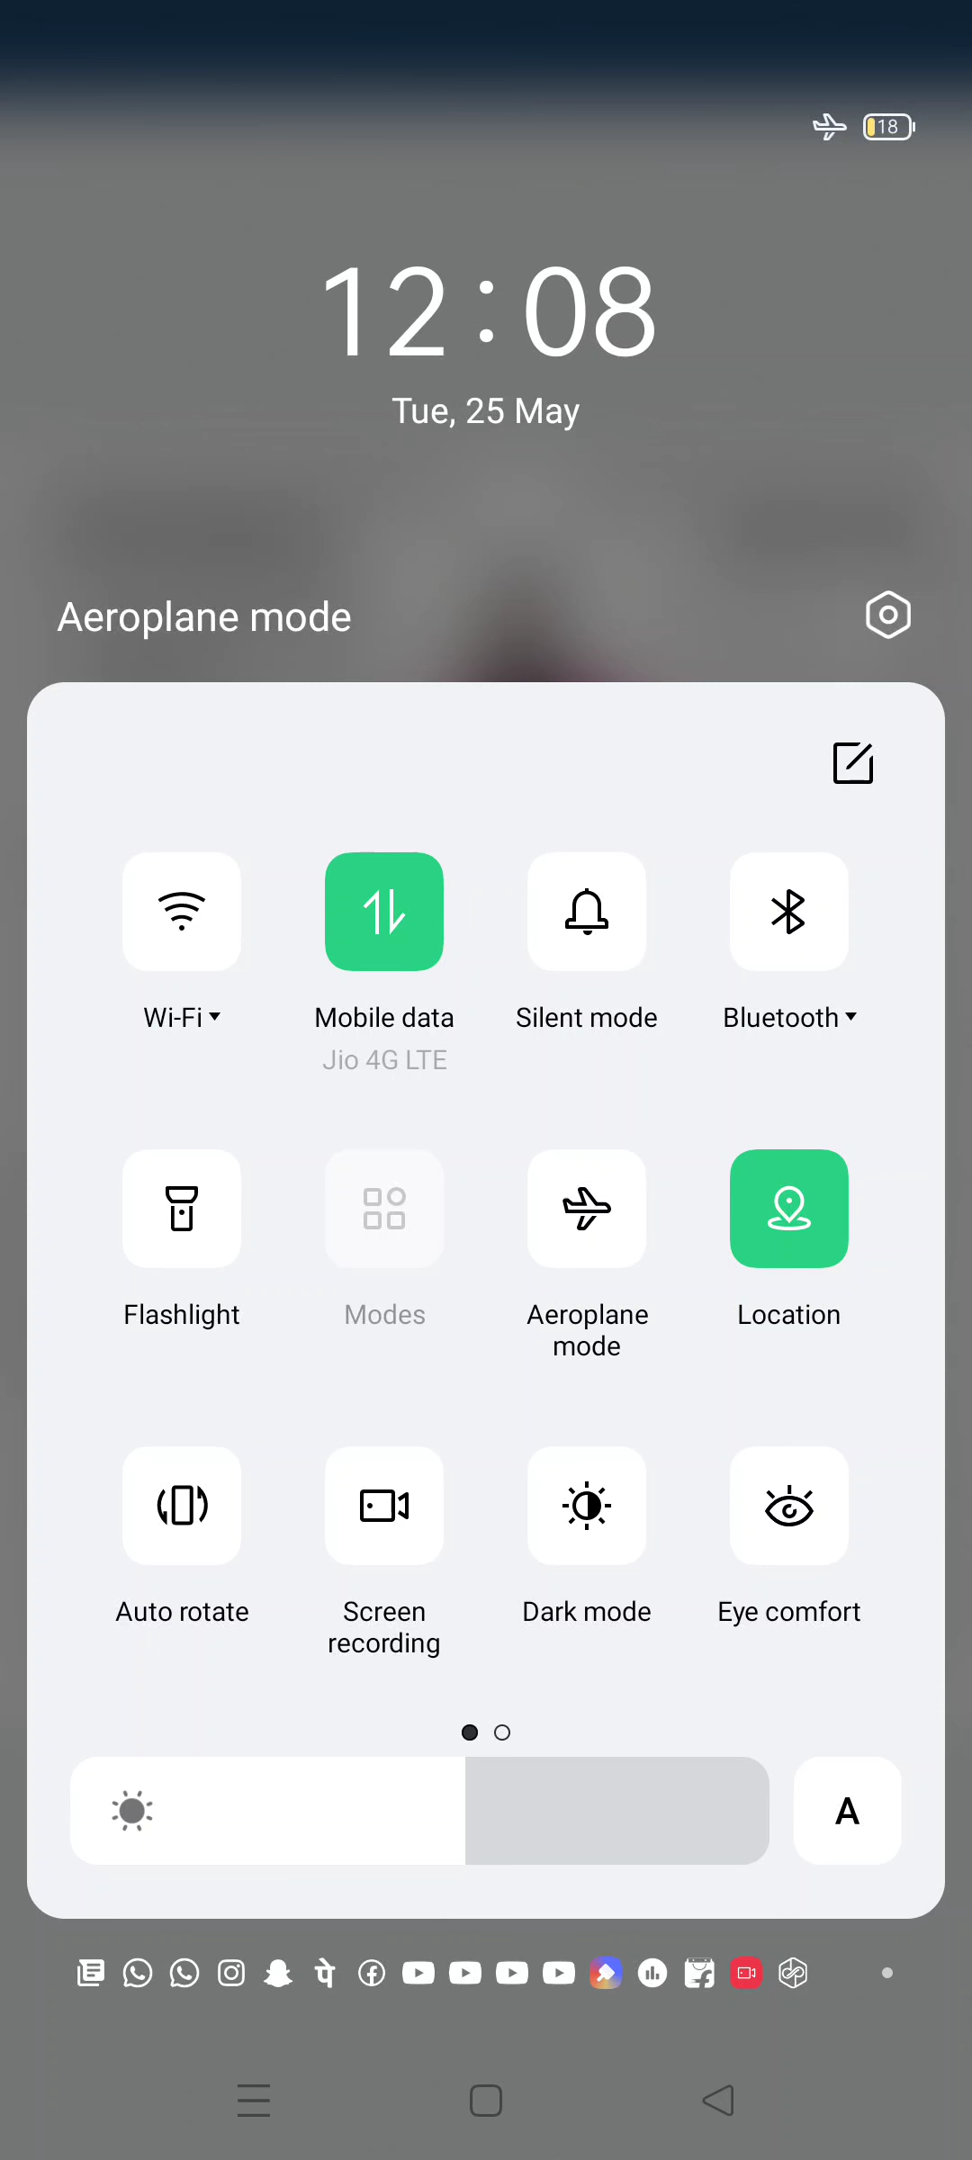 18
12:08
Tue, 25 May
Aeroplane mode
Wi-Fi
Mobile data
Silent mode
Bluetooth
Jio 4G LTE
Flashlight
Modes
Aeroplane
mode
Location
Auto rotate
Screen
recording
Dark mode
Eye comfort
A